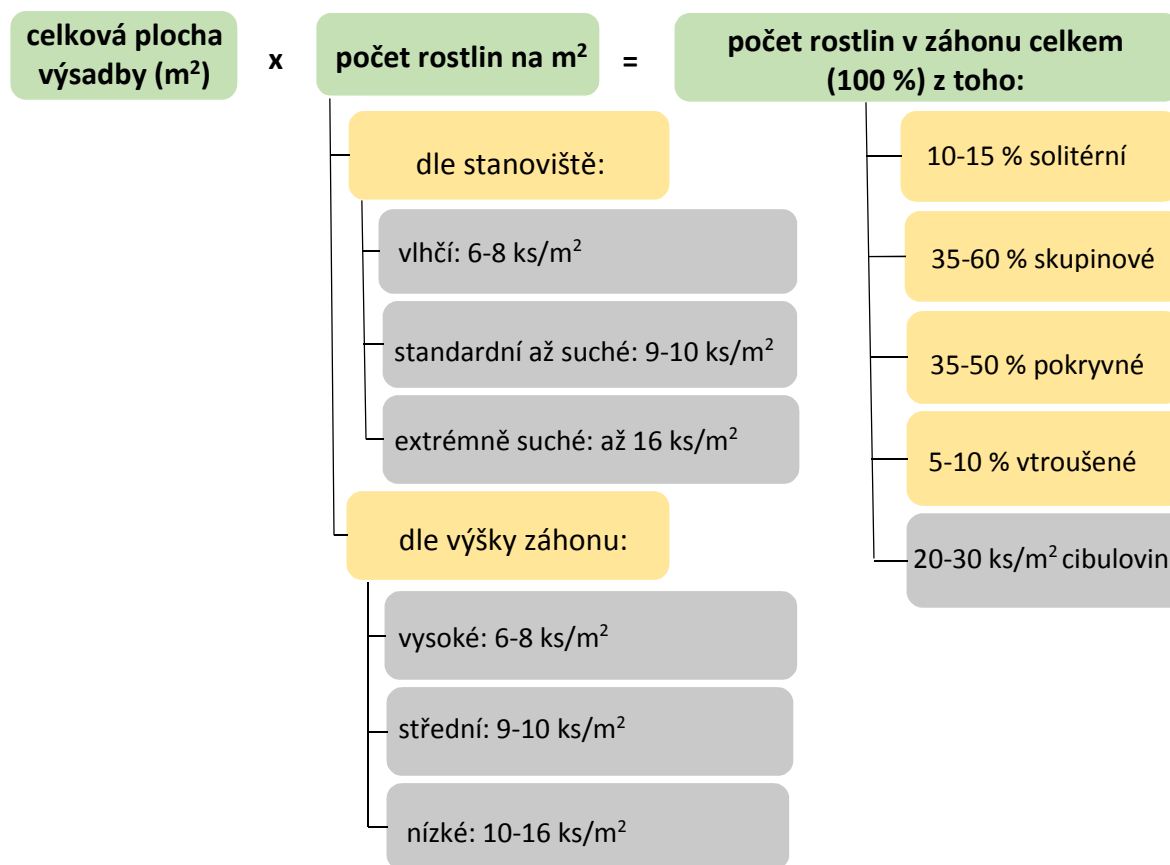 celková plocha
výsadby (m²)
x
počet rostlin na m²
=
počet rostlin v záhonu celkem
(100 %) z toho:
dle stanoviště:
vlhčí: 6-8 ks/m²
standardní až suché: 9-10 ks/m²
extrémně suché: až 16 ks/m²
dle výšky záhonu:
vysoké: 6-8 ks/m²
střední: 9-10 ks/m²
nízké: 10-16 ks/m²
10-15 % solitérní
35-60 % skupinové
35-50 % pokryvné
5-10 % vtroušené
20-30 ks/m² cibulovin